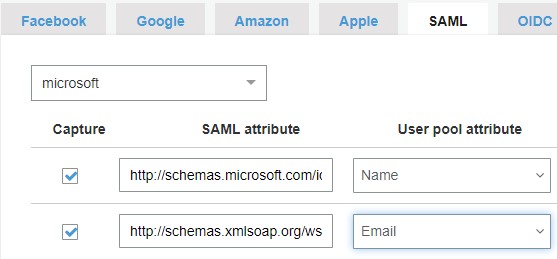 Facebook Google Amazon Apple SAML OIDC
microsoft
Capture SAML attribute User pool attribute
http://schemas.microsoft.com/ic Name
http://schemas.xmlsoap.org/ws Email